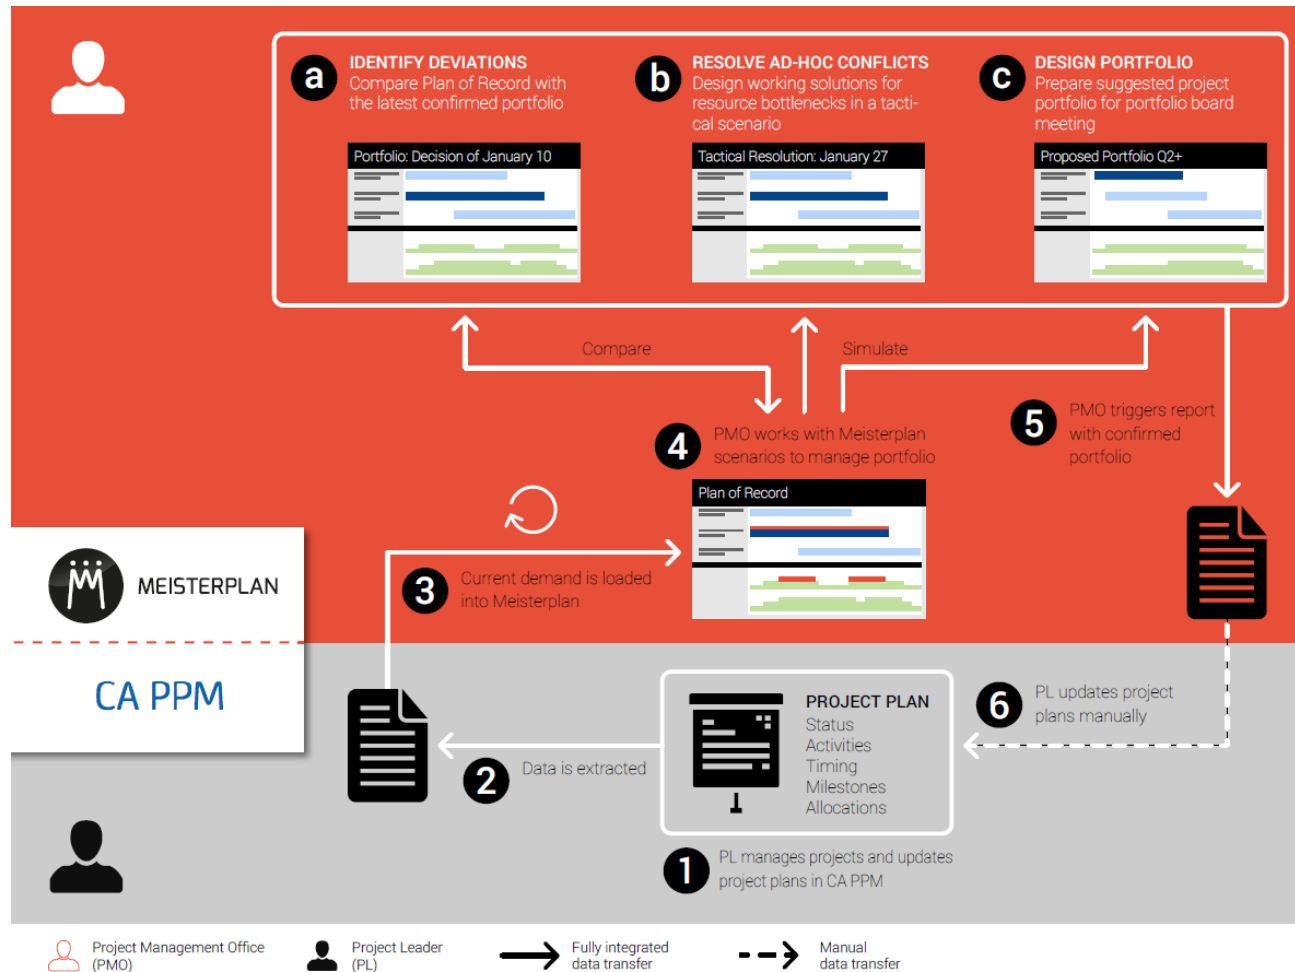 a
IDENTIFY DEVIATIONS
Compare Plan of Record with
the latest confirmed portfolio
Portfolio: Decision of January 10
b
RESOLVE AD-HOC CONFLICTS
Design working solutions for
resource bottlenecks in a tacti-
cal scenario
Tactical Resolution: January 27
c
DESIGN PORTFOLIO
Prepare suggested project
portfolio for portfolio board
meeting
Proposed Portfolio Q2+
Compare
Simulate
4
PMO works with Meisterplan
scenarios to manage portfolio
Plan of Record
5
PMO triggers report
with confirmed
portfolio
3
Current demand is loaded
into Meisterplan
MEISTERPLAN
CA PPM
2
Data is extracted
PROJECT PLAN
Status
Activities
Timing
Milestones
Allocations
6
PL updates project
plans manually
1
PL manages projects and updates
project plans in CA PPM
Project Management Office
(PMO)
Project Leader
(PL)
Fully integrated
data transfer
Manual
data transfer